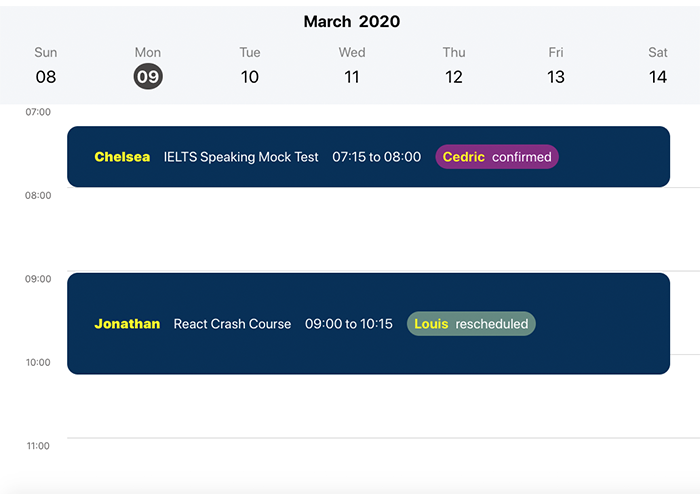 March 2020
Sun Mon Tue Wed Thu Fri Sat
08 09 10 11 12 13 14
07:00
Chelsea IELTS Speaking Mock Test 07:15 to 08:00 Cedric confirmed
08:00
09:00
Jonathan React Crash Course 09:00 to 10:15 Louis rescheduled
10:00
11:00